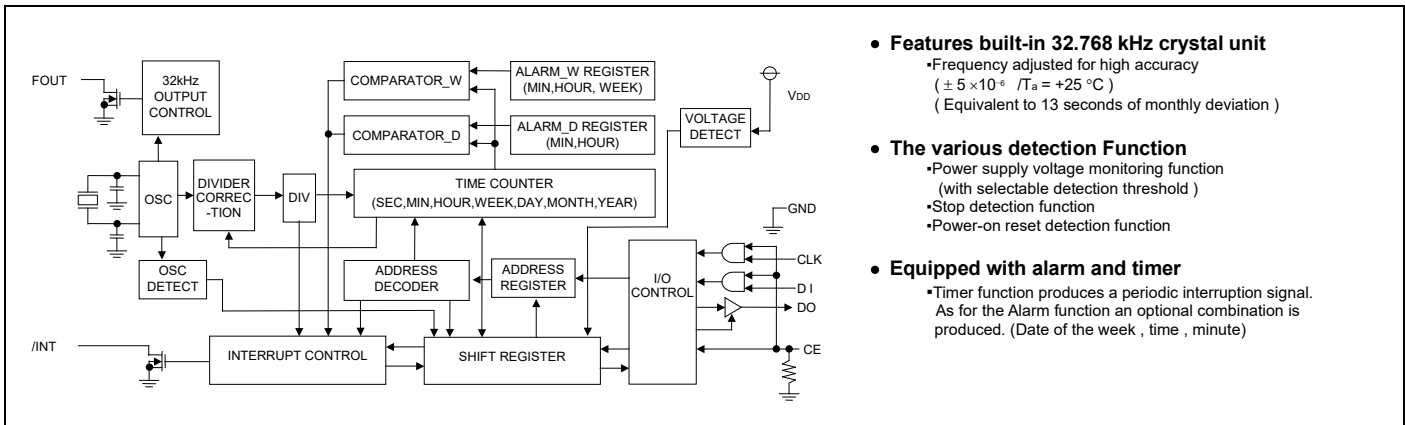 FOUT
32kHz
OUTPUT
CONTROL
COMPARATOR_W
ALARM_W REGISTER
(MIN,HOUR, WEEK)
COMPARATOR_D
ALARM_D REGISTER
(MIN,HOUR)
VOLTAGE
DETECT
VDD
OSC
DIVIDER
CORREC
-TION
DIV
TIME COUNTER
(SEC,MIN,HOUR,WEEK,DAY,MONTH,YEAR)
GND
OSC
DETECT
ADDRESS
DECODER
ADDRESS
REGISTER
I/O
CONTROL
CLK
D I
DO
CE
/INT
INTERRUPT CONTROL
SHIFT REGISTER
● Features built-in 32.768 kHz crystal unit
▪Frequency adjusted for high accuracy
( ± 5 ×10⁻⁶ /Ta = +25 °C )
( Equivalent to 13 seconds of monthly deviation )
● The various detection Function
▪Power supply voltage monitoring function
(with selectable detection threshold )
▪Stop detection function
▪Power-on reset detection function
● Equipped with alarm and timer
▪Timer function produces a periodic interruption signal.
As for the Alarm function an optional combination is
produced. (Date of the week , time , minute)